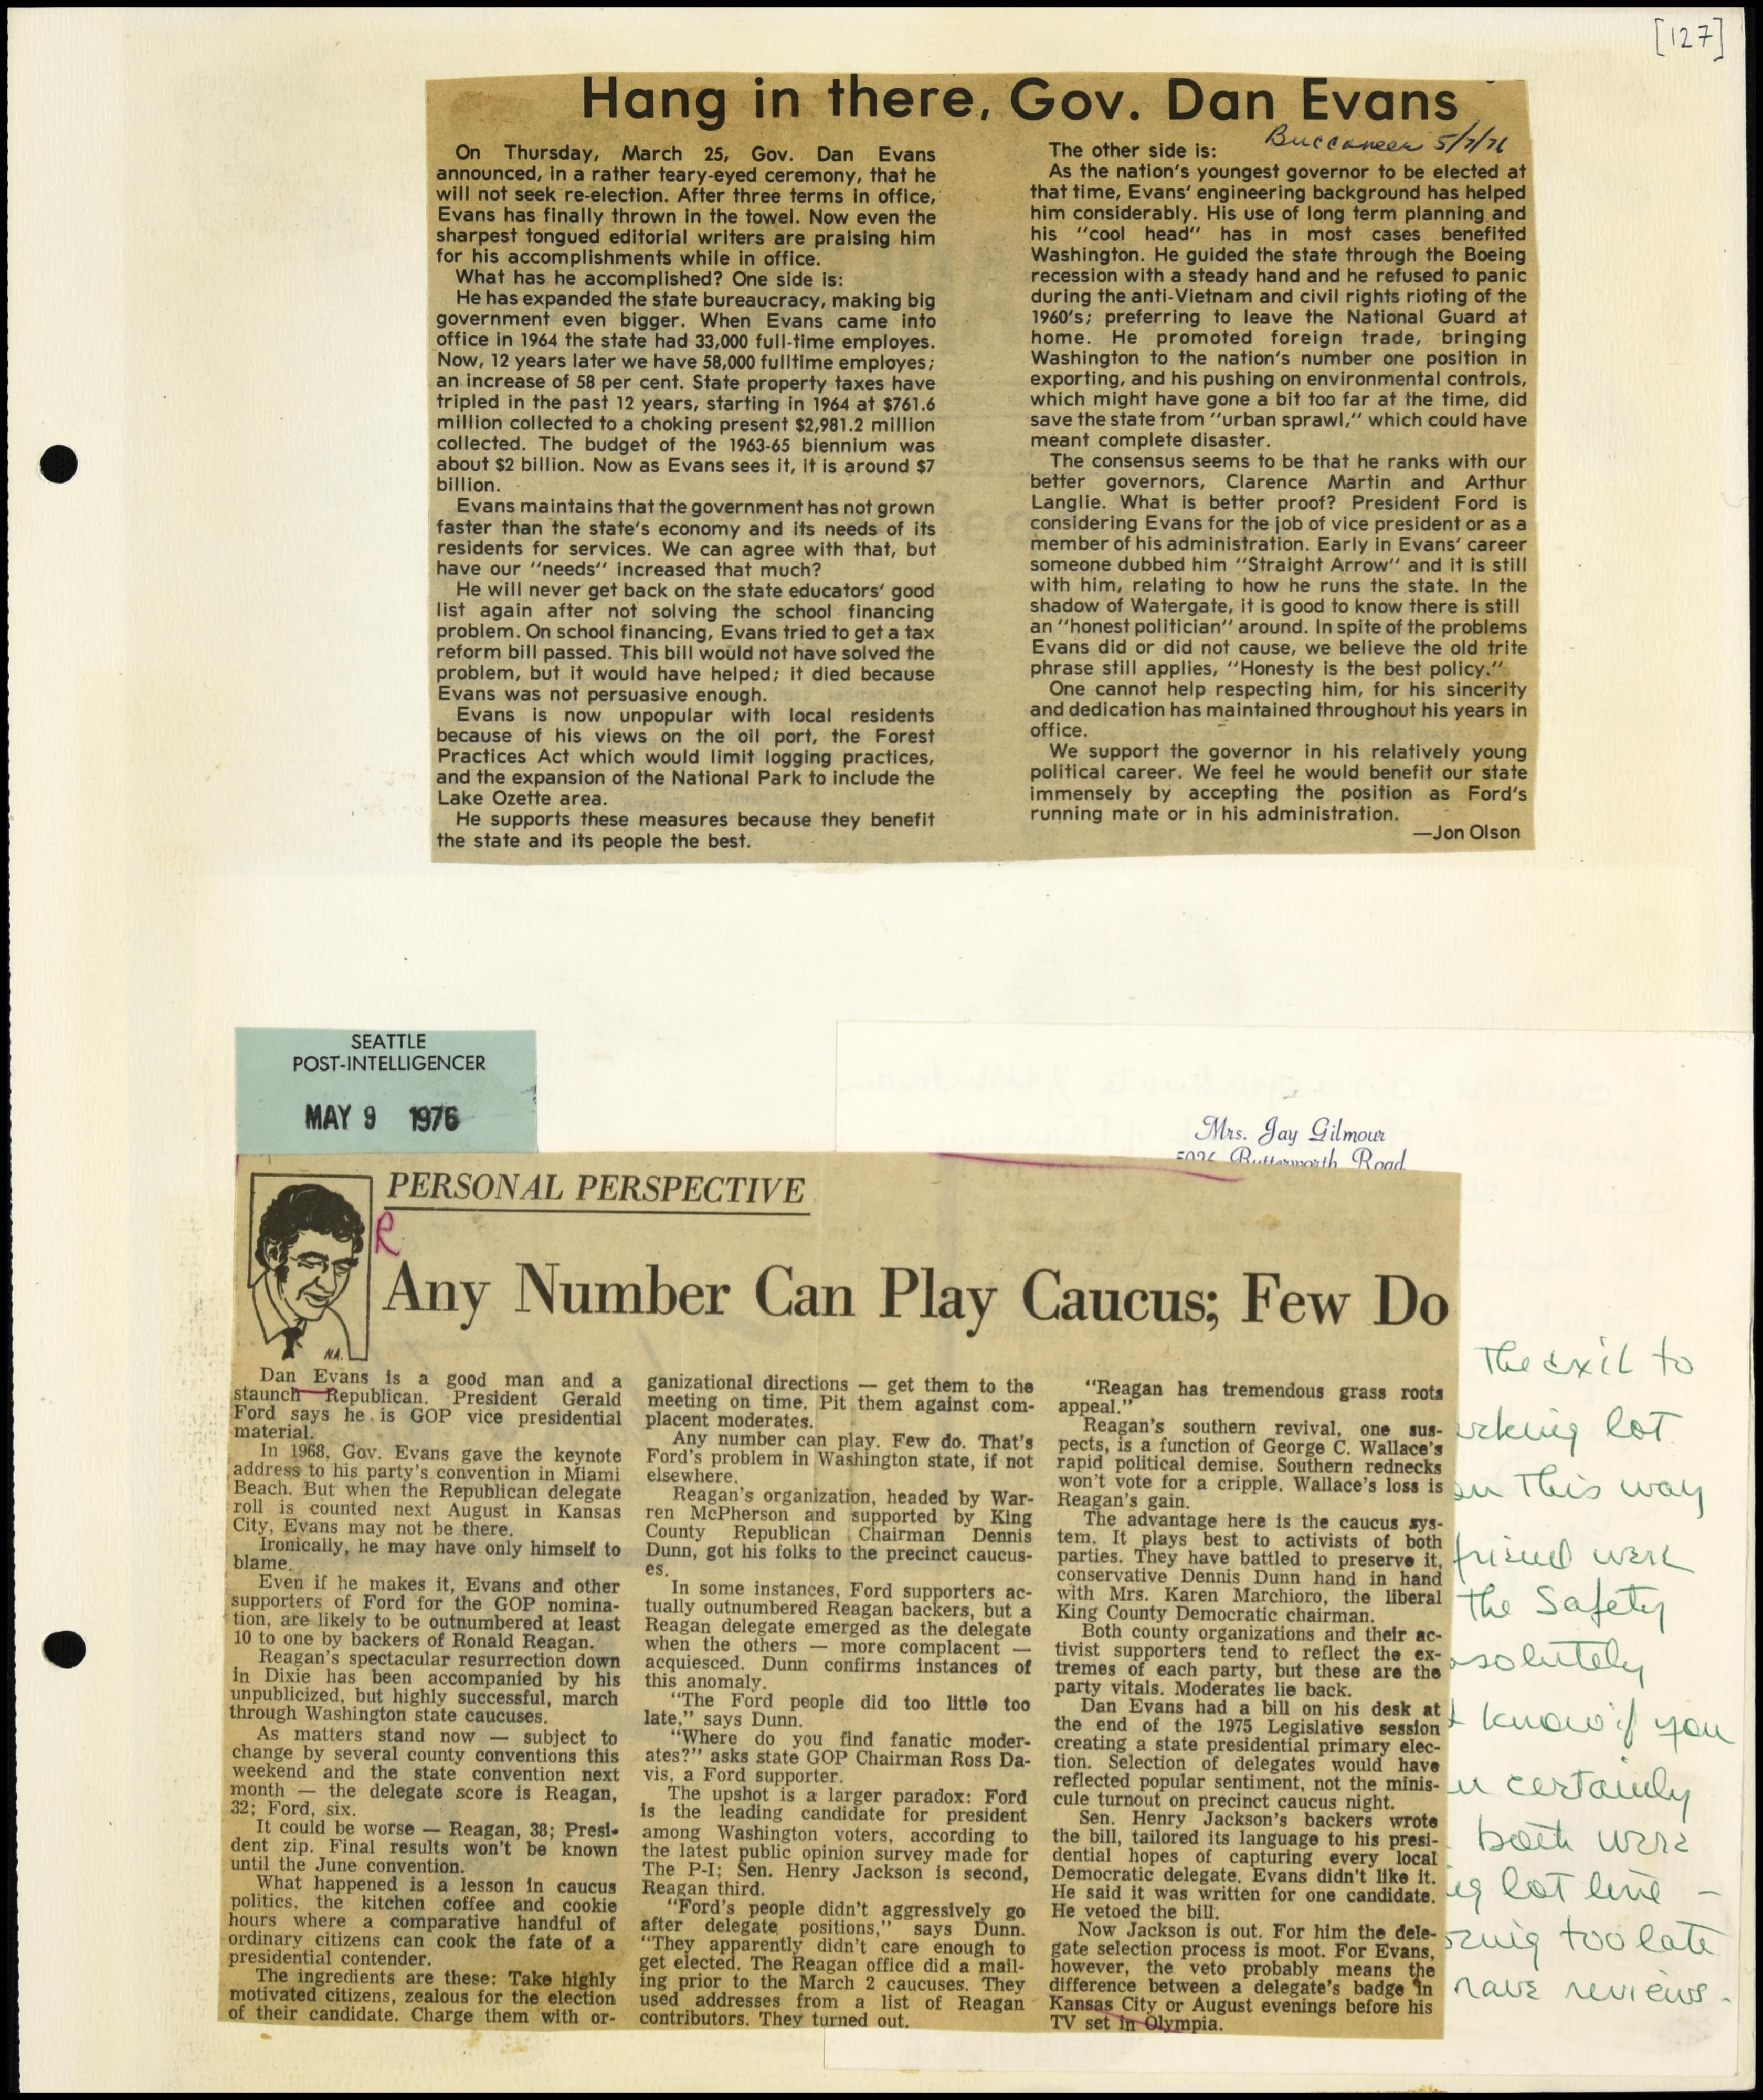 [127]
Hang in there, Gov. Dan Evans
Buccaneer 5/7/76
On Thursday, March 25, Gov. Dan Evans
announced, in a rather teary-eyed ceremony, that he
will not seek re-election. After three terms in office,
Evans has finally thrown in the towel. Now even the
sharpest tongued editorial writers are praising him
for his accomplishments while in office.
What has he accomplished? One side is:
He has expanded the state bureaucracy, making big
government even bigger. When Evans came into
office in 1964 the state had 33,000 full-time employes.
Now, 12 years later we have 58,000 fulltime employes;
an increase of 58 per cent. State property taxes have
tripled in the past 12 years, starting in 1964 at $761.6
million collected to a choking present $2,981.2 million
collected. The budget of the 1963-65 biennium was
about $2 billion. Now as Evans sees it, it is around $7
billion.
Evans maintains that the government has not grown
faster than the state's economy and its needs of its
residents for services. We can agree with that, but
have our "needs" increased that much?
He will never get back on the state educators' good
list again after not solving the school financing
problem. On school financing, Evans tried to get a tax
reform bill passed. This bill would not have solved the
problem, but it would have helped; it died because
Evans was not persuasive enough.
Evans is now unpopular with local residents
because of his views on the oil port, the Forest
Practices Act which would limit logging practices,
and the expansion of the National Park to include the
Lake Ozette area.
He supports these measures because they benefit
the state and its people the best.
The other side is:
As the nation's youngest governor to be elected at
that time, Evans' engineering background has helped
him considerably. His use of long term planning and
his "cool head" has in most cases benefited
Washington. He guided the state through the Boeing
recession with a steady hand and he refused to panic
during the anti-Vietnam and civil rights rioting of the
1960's; preferring to leave the National Guard at
home. He promoted foreign trade, bringing
Washington to the nation's number one position in
exporting, and his pushing on environmental controls,
which might have gone a bit too far at the time, did
save the state from "urban sprawl," which could have
meant complete disaster.
The consensus seems to be that he ranks with our
better governors, Clarence Martin and Arthur
Langlie. What is better proof? President Ford is
considering Evans for the job of vice president or as a
member of his administration. Early in Evans' career
someone dubbed him "Straight Arrow" and it is still
with him, relating to how he runs the state. In the
shadow of Watergate, it is good to know there is still
an "honest politician" around. In spite of the problems
Evans did or did not cause, we believe the old trite
phrase still applies, "Honesty is the best policy."
One cannot help respecting him, for his sincerity
and dedication has maintained throughout his years in
office.
We support the governor in his relatively young
political career. We feel he would benefit our state
immensely by accepting the position as Ford's
running mate or in his administration.
—Jon Olson
SEATTLE
POST-INTELLIGENCER
MAY 9 1976
Mrs. Jay Gilmour
5026 Butterworth Road
PERSONAL PERSPECTIVE
R
Any Number Can Play Caucus; Few Do
N.A.
Dan Evans is a good man and a
staunch Republican. President Gerald
Ford says he is GOP vice presidential
material.
In 1968, Gov. Evans gave the keynote
address to his party's convention in Miami
Beach. But when the Republican delegate
roll is counted next August in Kansas
City, Evans may not be there.
Ironically, he may have only himself to
blame.
Even if he makes it, Evans and other
supporters of Ford for the GOP nomina-
tion, are likely to be outnumbered at least
10 to one by backers of Ronald Reagan.
Reagan's spectacular resurrection down
in Dixie has been accompanied by his
unpublicized, but highly successful, march
through Washington state caucuses.
As matters stand now — subject to
change by several county conventions this
weekend and the state convention next
month — the delegate score is Reagan,
32; Ford, six.
It could be worse — Reagan, 38; Presi-
dent zip. Final results won't be known
until the June convention.
What happened is a lesson in caucus
politics, the kitchen coffee and cookie
hours where a comparative handful of
ordinary citizens can cook the fate of a
presidential contender.
The ingredients are these: Take highly
motivated citizens, zealous for the election
of their candidate. Charge them with or-
ganizational directions — get them to the
meeting on time. Pit them against com-
placent moderates.
Any number can play. Few do. That's
Ford's problem in Washington state, if not
elsewhere.
Reagan's organization, headed by War-
ren McPherson and supported by King
County Republican Chairman Dennis
Dunn, got his folks to the precinct caucus-
es.
In some instances, Ford supporters ac-
tually outnumbered Reagan backers, but a
Reagan delegate emerged as the delegate
when the others — more complacent —
acquiesced. Dunn confirms instances of
this anomaly.
"The Ford people did too little too
late," says Dunn.
"Where do you find fanatic moder-
ates?" asks state GOP Chairman Ross Da-
vis, a Ford supporter.
The upshot is a larger paradox: Ford
is the leading candidate for president
among Washington voters, according to
the latest public opinion survey made for
The P-I; Sen. Henry Jackson is second,
Reagan third.
"Ford's people didn't aggressively go
after delegate positions," says Dunn.
"They apparently didn't care enough to
get elected. The Reagan office did a mail-
ing prior to the March 2 caucuses. They
used addresses from a list of Reagan
contributors. They turned out.
"Reagan has tremendous grass roots
appeal."
Reagan's southern revival, one sus-
pects, is a function of George C. Wallace's
rapid political demise. Southern rednecks
won't vote for a cripple. Wallace's loss is
Reagan's gain.
The advantage here is the caucus sys-
tem. It plays best to activists of both
parties. They have battled to preserve it,
conservative Dennis Dunn hand in hand
with Mrs. Karen Marchioro, the liberal
King County Democratic chairman.
Both county organizations and their ac-
tivist supporters tend to reflect the ex-
tremes of each party, but these are the
party vitals. Moderates lie back.
Dan Evans had a bill on his desk at
the end of the 1975 Legislative session
creating a state presidential primary elec-
tion. Selection of delegates would have
reflected popular sentiment, not the minis-
cule turnout on precinct caucus night.
Sen. Henry Jackson's backers wrote
the bill, tailored its language to his presi-
dential hopes of capturing every local
Democratic delegate. Evans didn't like it.
He said it was written for one candidate.
He vetoed the bill.
Now Jackson is out. For him the dele-
gate selection process is moot. For Evans,
however, the veto probably means the
difference between a delegate's badge in
Kansas City or August evenings before his
TV set in Olympia.
The exit to
rking lot
on this way
friend were
the Safety
solutely
t know if you
certainly
both were
lot line -
too late
have reviews.